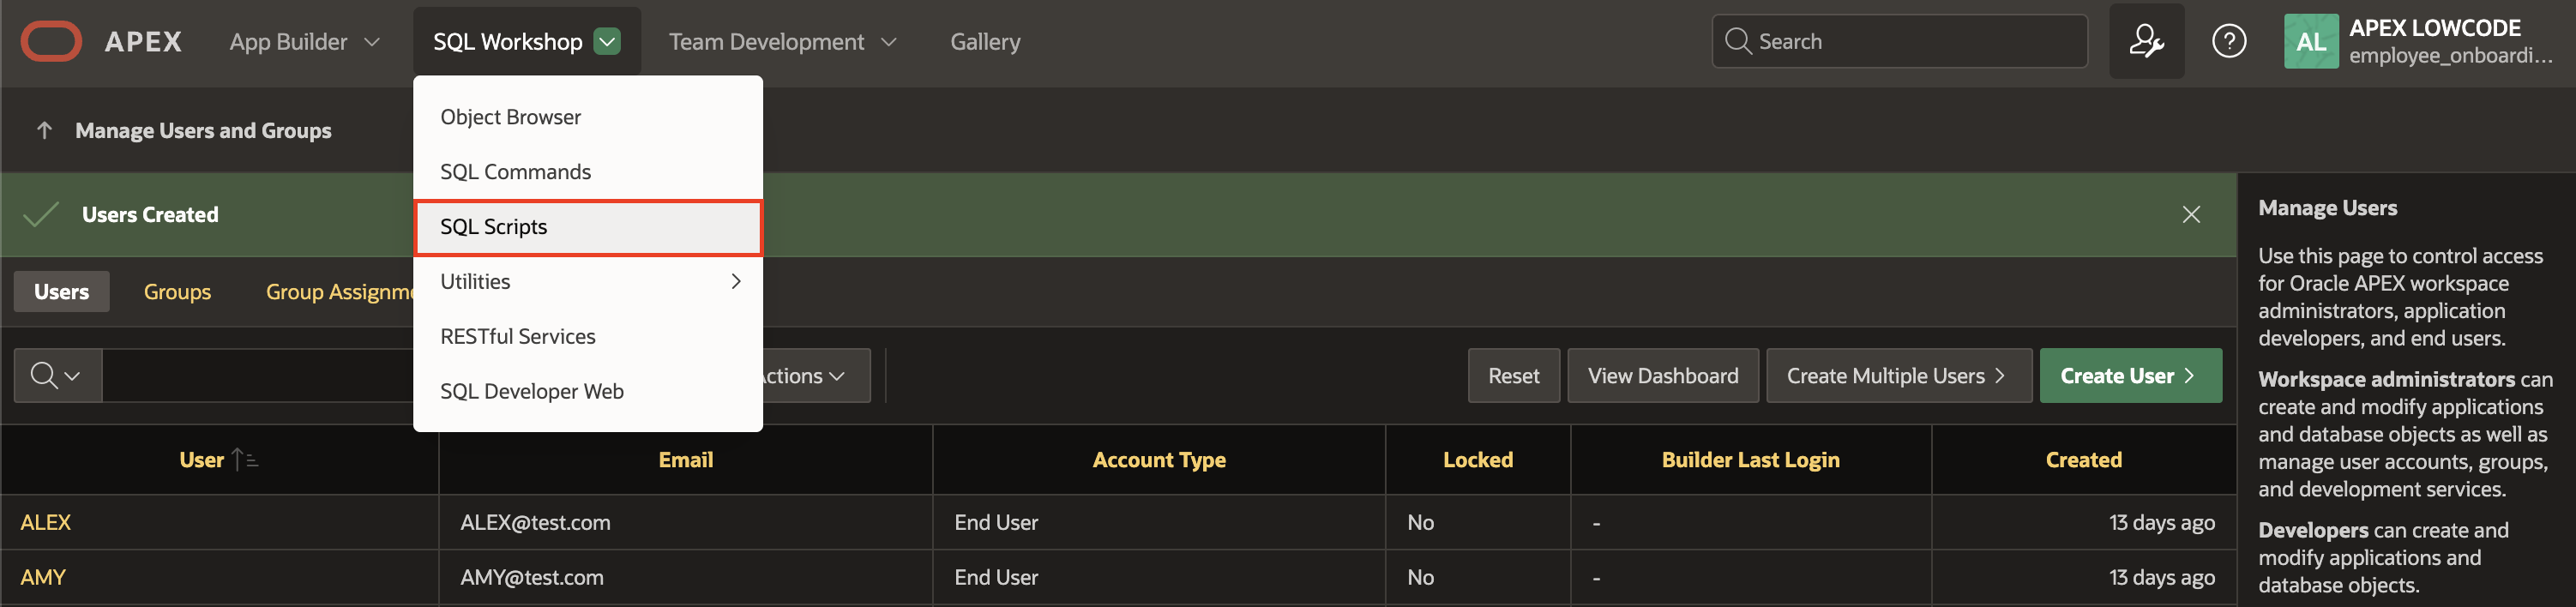 APEX
App Builder
SQL Workshop
Team Development
Gallery
Search
?
AL
APEX LOWCODE
employee_onboardi...
Manage Users and Groups
Object Browser
SQL Commands
SQL Scripts
Utilities
RESTful Services
SQL Developer Web
Users Created
Users
Groups
Group Assignm
ctions
Reset
View Dashboard
Create Multiple Users
Create User
User
Email
Account Type
Locked
Builder Last Login
Created
ALEX
ALEX@test.com
End User
No
-
13 days ago
AMY
AMY@test.com
End User
No
-
13 days ago
Manage Users
Use this page to control access
for Oracle APEX workspace
administrators, application
developers, and end users.
Workspace administrators can
create and modify applications
and database objects as well as
manage user accounts, groups,
and development services.
Developers can create and
modify applications and
database objects.